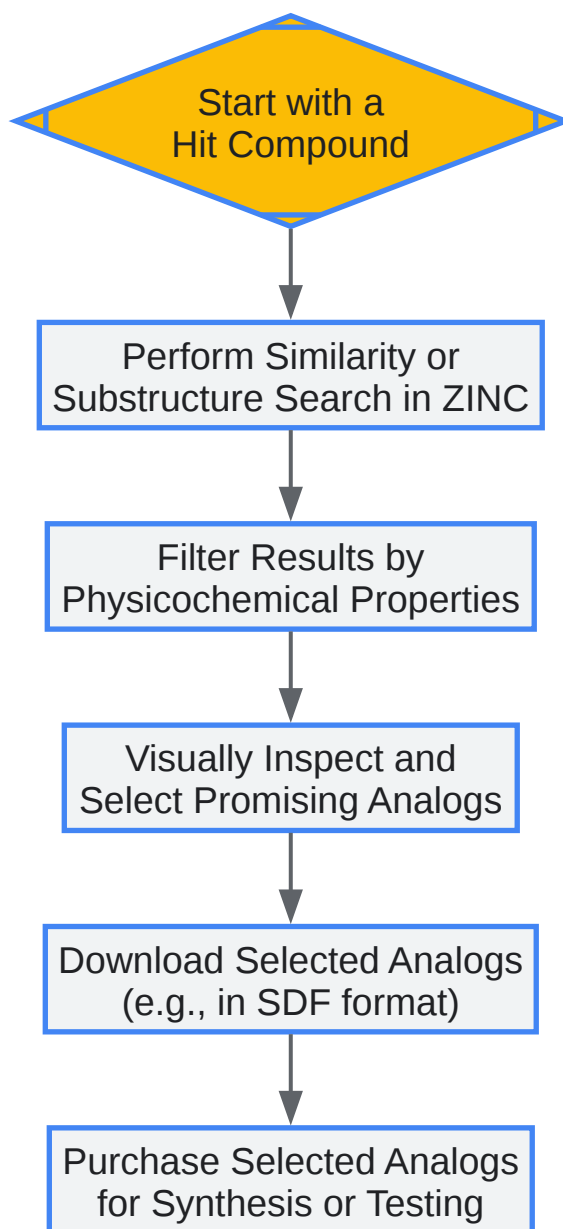 Start with a
Hit Compound
Perform Similarity or
Substructure Search in ZINC
Filter Results by
Physicochemical Properties
Visually Inspect and
Select Promising Analogs
Download Selected Analogs
(e.g., in SDF format)
Purchase Selected Analogs
for Synthesis or Testing